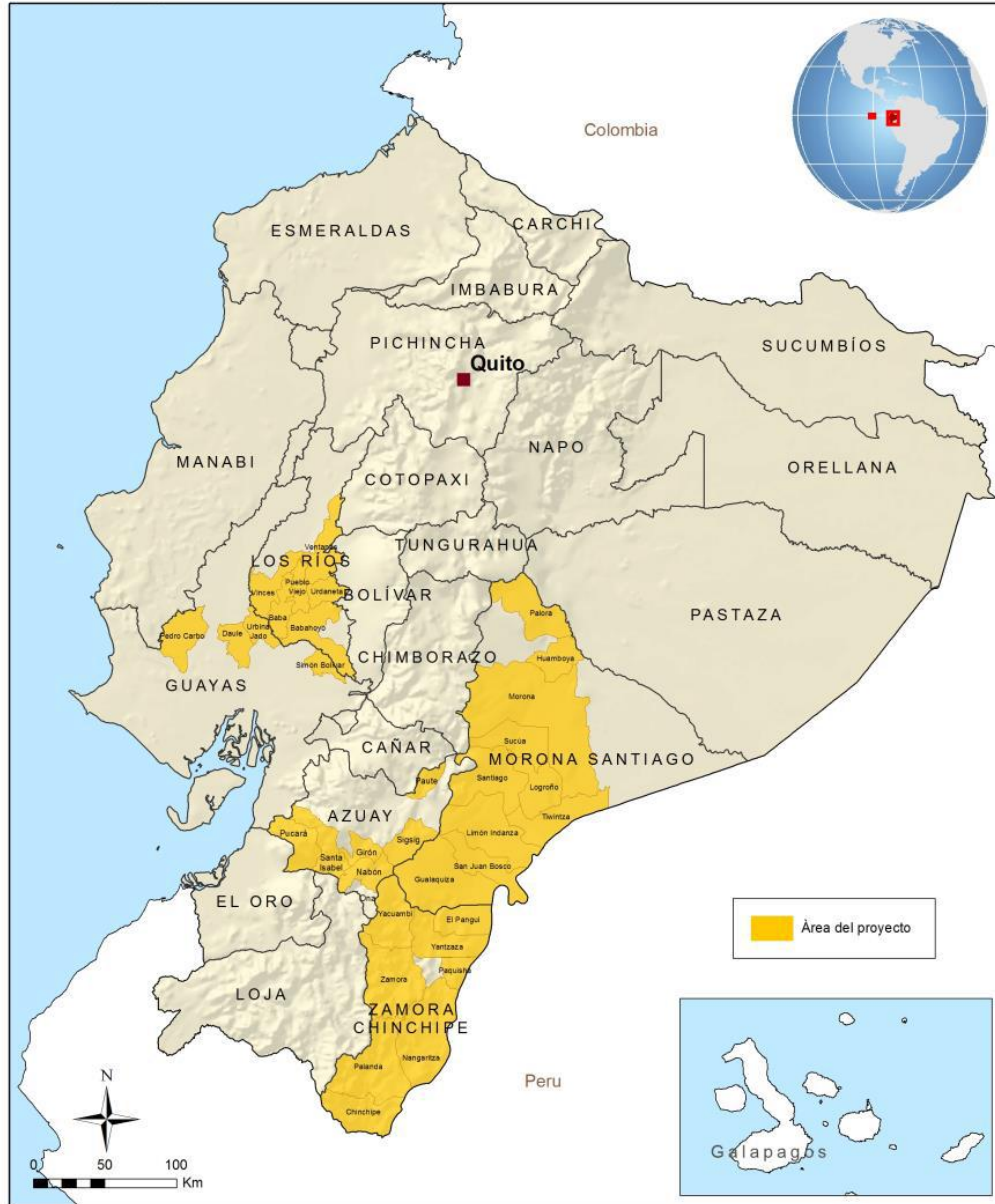 Colombia
ESMERALDAS
CARCHI
IMBABURA
PICHINCHA
Quito
SUCUMBÍOS
NAPO
MANABI
COTOPAXI
ORELLANA
TUNGURAHUA
Ventanas
LOS RÍOS
Pueblo
Viejo
Vinces
Urdaneta
BOLÍVAR
PASTAZA
Baba
Palora
Urbina
Jado
Babahoyo
Daule
Pedro Carbo
CHIMBORAZO
Huamboya
Simón Bolívar
GUAYAS
Morona
Sucúa
CAÑAR
MORONA SANTIAGO
Paute
Santiago
Logroño
AZUAY
Tiwintza
Pucará
Sigsig
Limón Indanza
Girón
Santa
Isabel
Nabón
San Juan Bosco
Gualaquiza
EL ORO
Oña
Yacuambi
El Pangui
Yantzaza
Área del proyecto
Paquisha
Zamora
LOJA
ZAMORA
CHINCHIPE
Nangaritza
Palanda
Peru
Chinchipe
N
0 50 100
Km
Galapagos